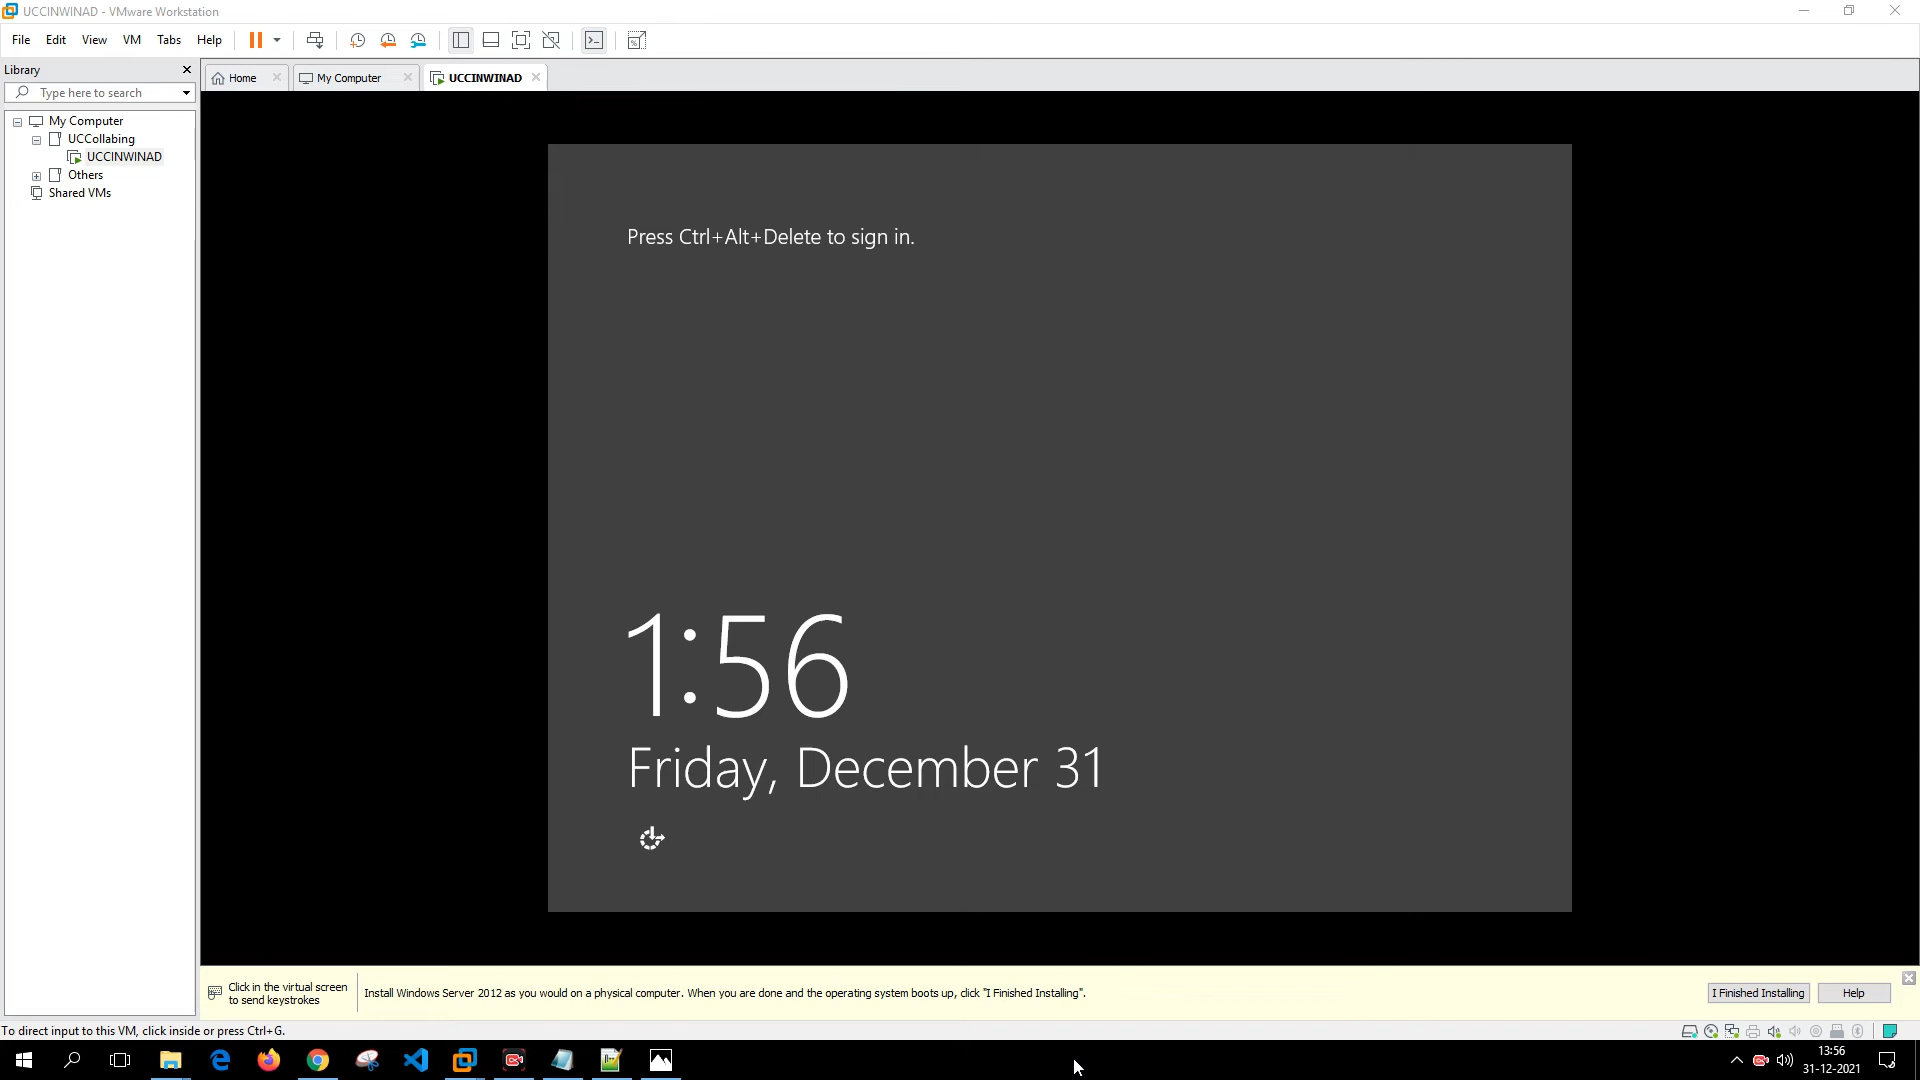 UCCINWINAD - VMware Workstation
File Edit View VM Tabs Help
Library
Type here to search
My Computer
UCCollabing
UCCINWINAD
Others
Shared VMs
Home My Computer UCCINWINAD
Press Ctrl+Alt+Delete to sign in.
1:56
Friday, December 31
Click in the virtual screen
to send keystrokes
Install Windows Server 2012 as you would on a physical computer. When you are done and the operating system boots up, click "I Finished Installing".
I Finished Installing Help
To direct input to this VM, click inside or press Ctrl+G.
13:56
31-12-2021